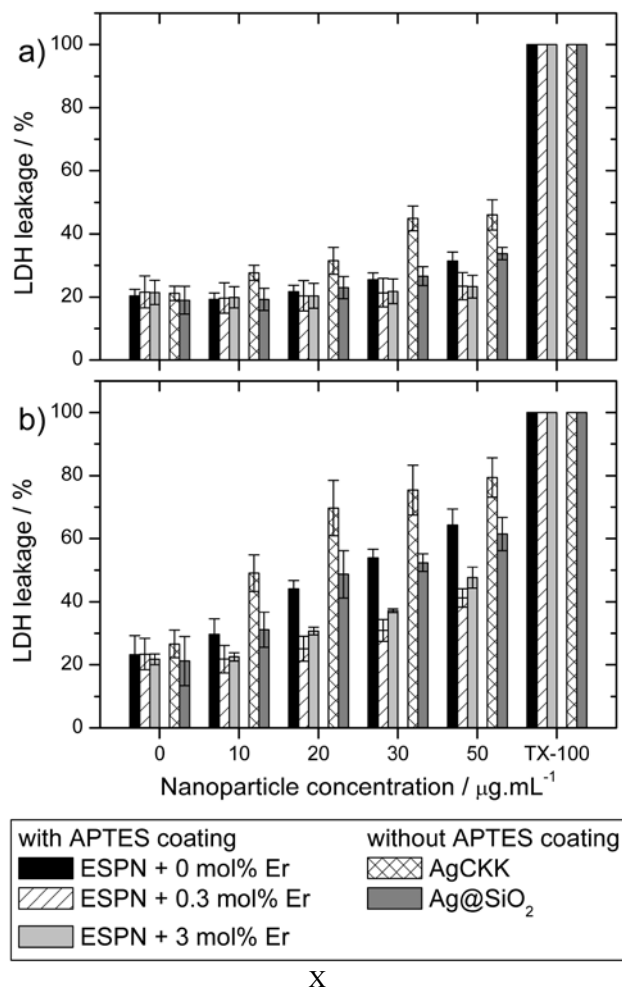 a)
100
80
60
40
20
0
LDH leakage / %
b)
100
80
60
40
20
0
LDH leakage / %
0 10 20 30 50 TX-100
Nanoparticle concentration / μg.mL⁻¹
with APTES coating
ESPN + 0 mol% Er
ESPN + 0.3 mol% Er
ESPN + 3 mol% Er
without APTES coating
AgCKK
Ag@SiO₂
X